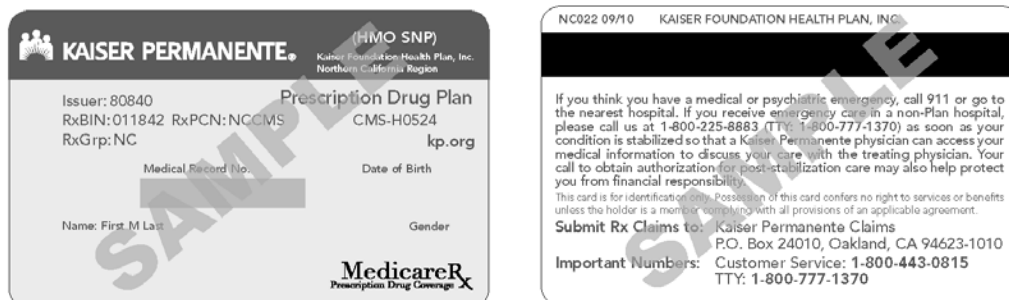 KAISER PERMANENTE®
(HMO SNP)
Kaiser Foundation Health Plan, Inc.
Northern California Region
Issuer: 80840
Prescription Drug Plan
RxBIN: 011842 RxPCN: NCCMS
CMS-H0524
RxGrp: NC
kp.org
Medical Record No.
Date of Birth
Name: First M Last
Gender
MedicareRx
Prescription Drug Coverage
SAMPLE
NC022 09/10 KAISER FOUNDATION HEALTH PLAN, INC.
If you think you have a medical or psychiatric emergency, call 911 or go to
the nearest hospital. If you receive emergency care in a non-Plan hospital,
please call us at 1-800-225-8883 (TTY: 1-800-777-1370) as soon as your
condition is stabilized so that a Kaiser Permanente physician can access your
medical information to discuss your care with the treating physician. Your
call to obtain authorization for post-stabilization care may also help protect
you from financial responsibility.
This card is for identification only. Possession of this card confers no right to services or benefits
unless the holder is a member complying with all provisions of an applicable agreement.
Submit Rx Claims to: Kaiser Permanente Claims
P.O. Box 24010, Oakland, CA 94623-1010
Important Numbers: Customer Service: 1-800-443-0815
TTY: 1-800-777-1370
SAMPLE